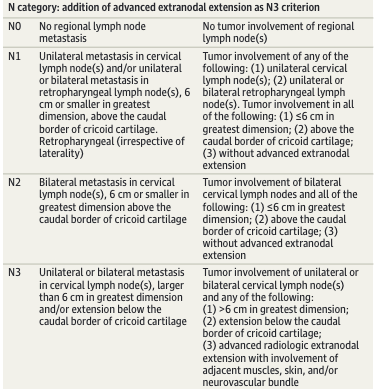 N category: addition of advanced extranodal extension as N3 criterion
N0
No regional lymph node
metastasis
No tumor involvement of regional
lymph node(s)
N1
Unilateral metastasis in cervical
lymph node(s) and/or unilateral
or bilateral metastasis in
retropharyngeal lymph node(s), 6
cm or smaller in greatest
dimension, above the caudal
border of cricoid cartilage.
Retropharyngeal (irrespective of
laterality)
Tumor involvement of any of the
following: (1) unilateral cervical
lymph node(s); (2) unilateral or
bilateral retropharyngeal lymph
node(s). Tumor involvement in all
of the following: (1) ≤6 cm in
greatest dimension; (2) above the
caudal border of cricoid cartilage;
(3) without advanced extranodal
extension
N2
Bilateral metastasis in cervical
lymph node(s), 6 cm or smaller in
greatest dimension above the
caudal border of cricoid cartilage
Tumor involvement of bilateral
cervical lymph nodes and all of the
following: (1) ≤6 cm in greatest
dimension; (2) above the caudal
border of cricoid cartilage; (3)
without advanced extranodal
extension
N3
Unilateral or bilateral metastasis
in cervical lymph node(s), larger
than 6 cm in greatest dimension
and/or extension below the
caudal border of cricoid cartilage
Tumor involvement of unilateral or
bilateral cervical lymph node(s)
and any of the following:
(1) >6 cm in greatest dimension;
(2) extension below the caudal
border of cricoid cartilage;
(3) advanced radiologic extranodal
extension with involvement of
adjacent muscles, skin, and/or
neurovascular bundle